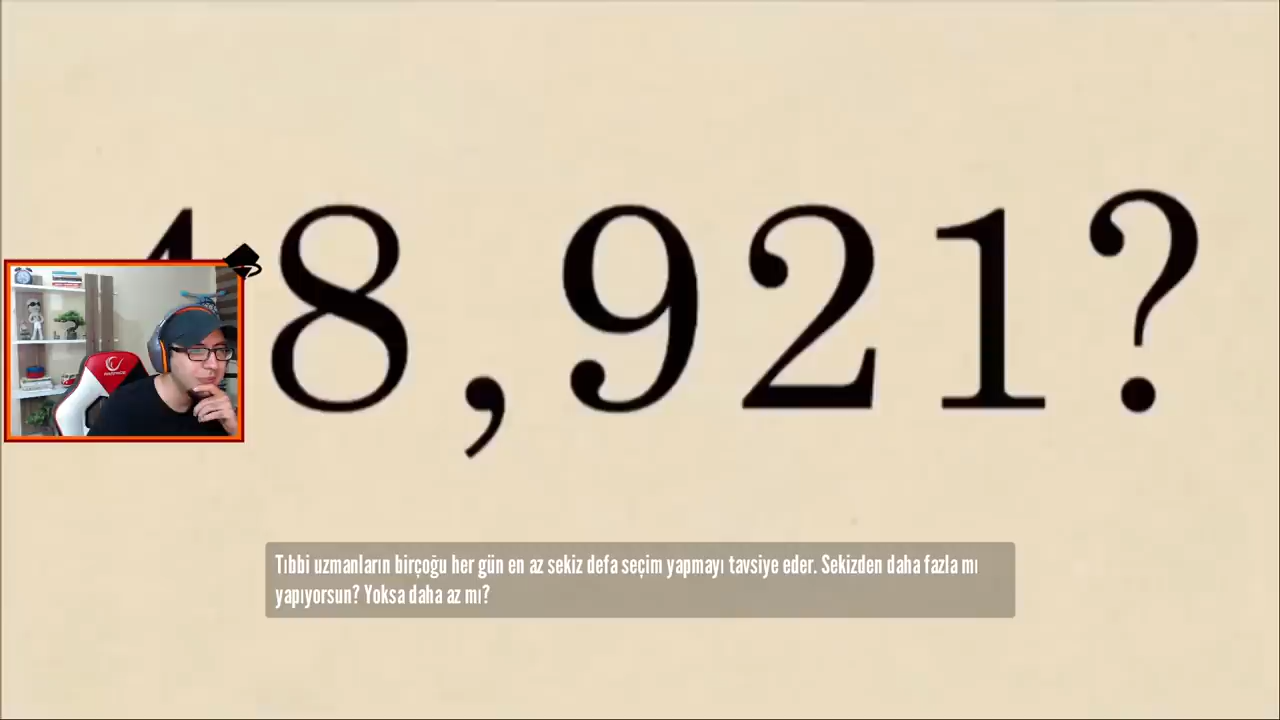 48,921?
Tıbbi uzmanların birçoğu her gün en az sekiz defa seçim yapmayı tavsiye eder. Sekizden daha fazla mı
yapıyorsun? Yoksa daha az mı?